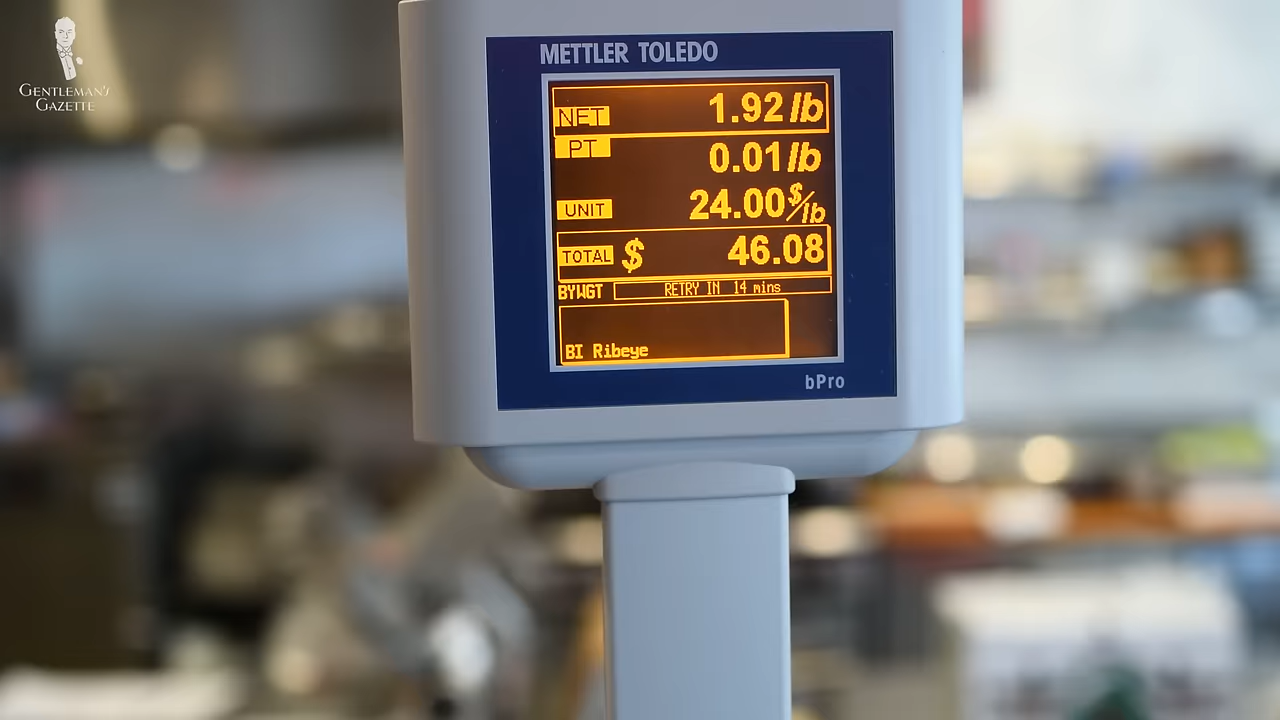 GENTLEMAN'S
GAZETTE
METTLER TOLEDO
NET 1.92 lb
PT 0.01 lb
UNIT 24.00 $/lb
TOTAL $ 46.08
BYWGT RETRY IN 14 mins
BI Ribeye
bPro